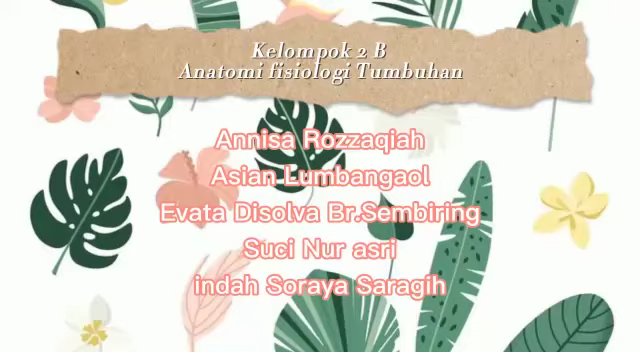 Kelompok 2 B
Anatomi fisiologi Tumbuhan
Annisa Rozzaqiah
Asian Lumbangaol
Evata Disolva Br.Sembiring
Suci Nur asri
indah Soraya Saragih